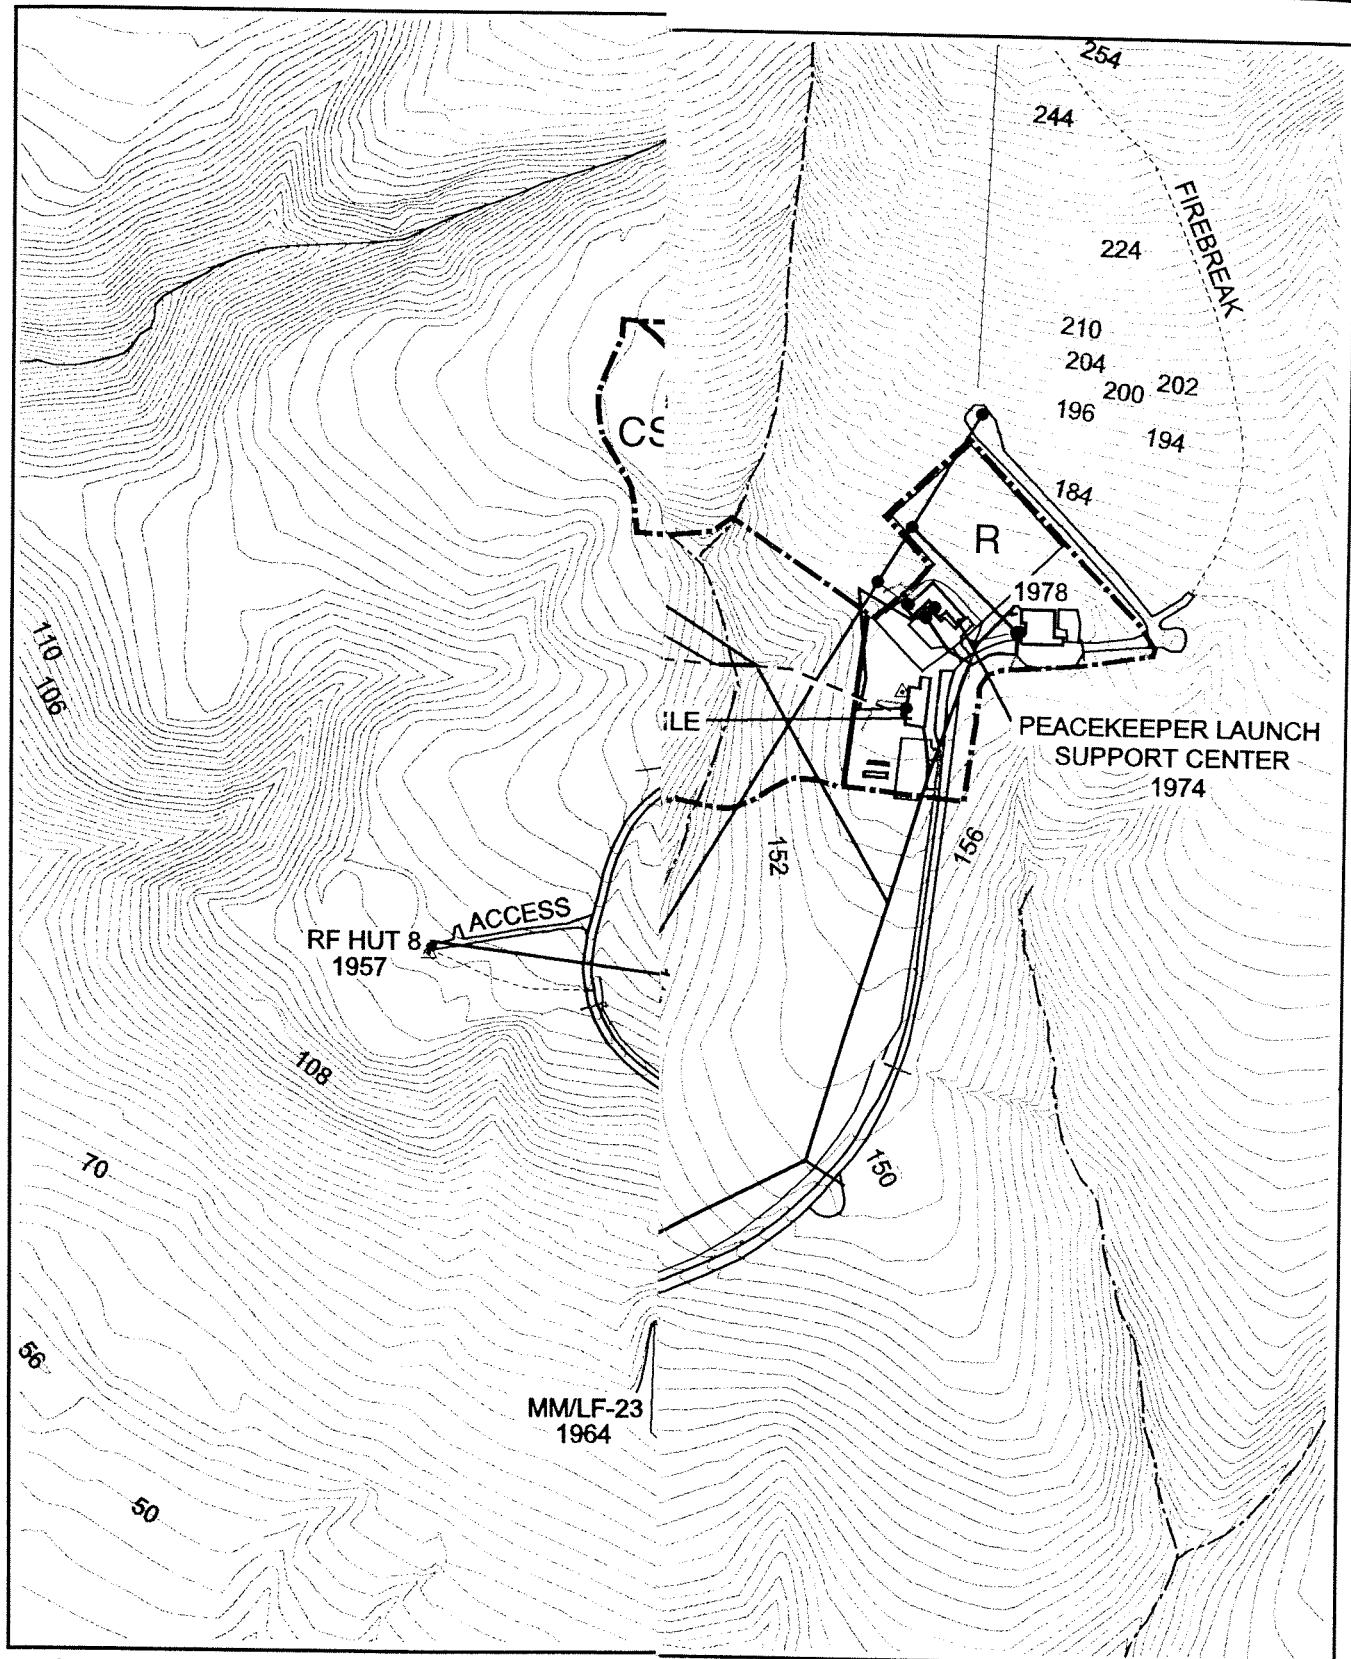 254
244
FIREBREAK
224
210
204
200
202
196
194
CS
184
R
1978
110
106
ILE
PEACEKEEPER LAUNCH
SUPPORT CENTER
1974
152
156
ACCESS
RF HUT 8
1957
108
150
70
56
MM/LF-23
1964
50